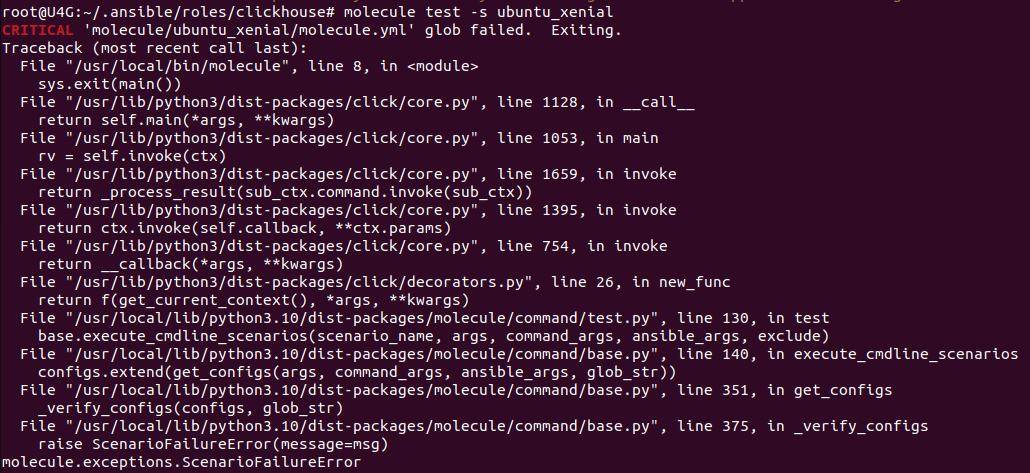 root@U4G:~/.ansible/roles/clickhouse# molecule test -s ubuntu_xenial
CRITICAL 'molecule/ubuntu_xenial/molecule.yml' glob failed.  Exiting.
Traceback (most recent call last):
  File "/usr/local/bin/molecule", line 8, in <module>
    sys.exit(main())
  File "/usr/lib/python3/dist-packages/click/core.py", line 1128, in __call__
    return self.main(*args, **kwargs)
  File "/usr/lib/python3/dist-packages/click/core.py", line 1053, in main
    rv = self.invoke(ctx)
  File "/usr/lib/python3/dist-packages/click/core.py", line 1659, in invoke
    return _process_result(sub_ctx.command.invoke(sub_ctx))
  File "/usr/lib/python3/dist-packages/click/core.py", line 1395, in invoke
    return ctx.invoke(self.callback, **ctx.params)
  File "/usr/lib/python3/dist-packages/click/core.py", line 754, in invoke
    return __callback(*args, **kwargs)
  File "/usr/lib/python3/dist-packages/click/decorators.py", line 26, in new_func
    return f(get_current_context(), *args, **kwargs)
  File "/usr/local/lib/python3.10/dist-packages/molecule/command/test.py", line 130, in test
    base.execute_cmdline_scenarios(scenario_name, args, command_args, ansible_args, exclude)
  File "/usr/local/lib/python3.10/dist-packages/molecule/command/base.py", line 140, in execute_cmdline_scenarios
    configs.extend(get_configs(args, command_args, ansible_args, glob_str))
  File "/usr/local/lib/python3.10/dist-packages/molecule/command/base.py", line 351, in get_configs
    _verify_configs(configs, glob_str)
  File "/usr/local/lib/python3.10/dist-packages/molecule/command/base.py", line 375, in _verify_configs
    raise ScenarioFailureError(message=msg)
molecule.exceptions.ScenarioFailureError